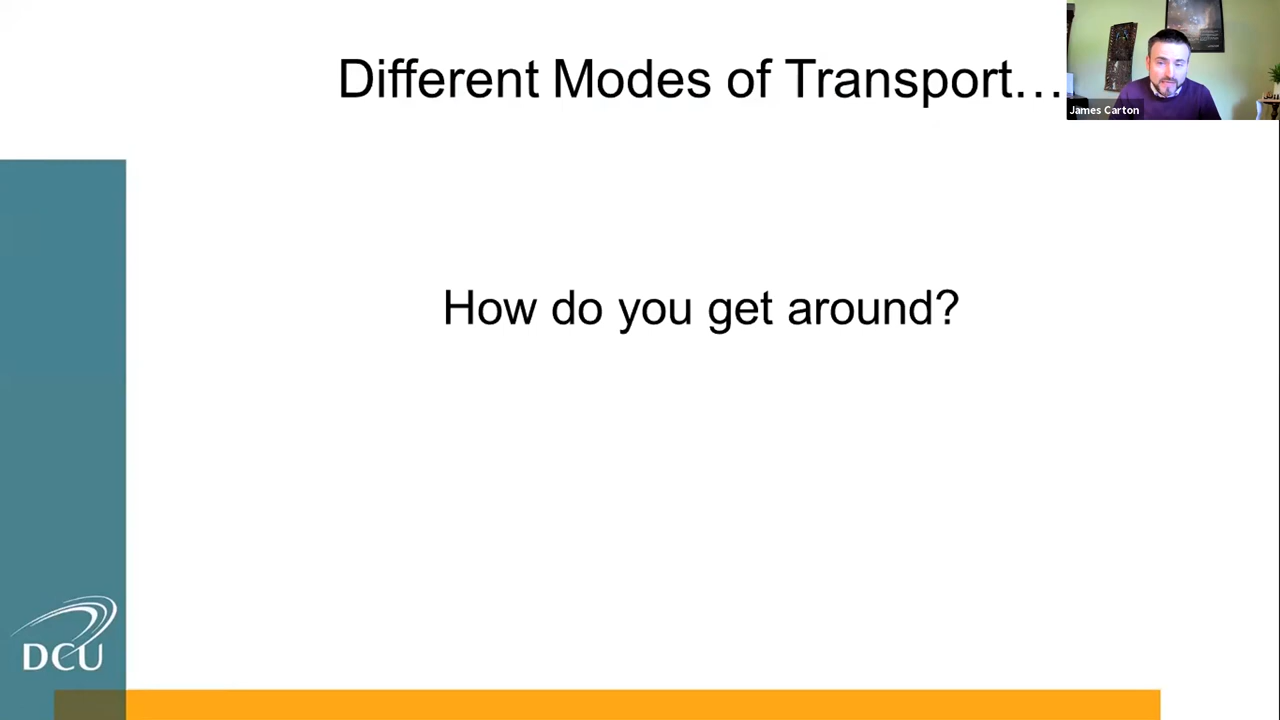 Different Modes of Transport…
James Carton
How do you get around?
DCU